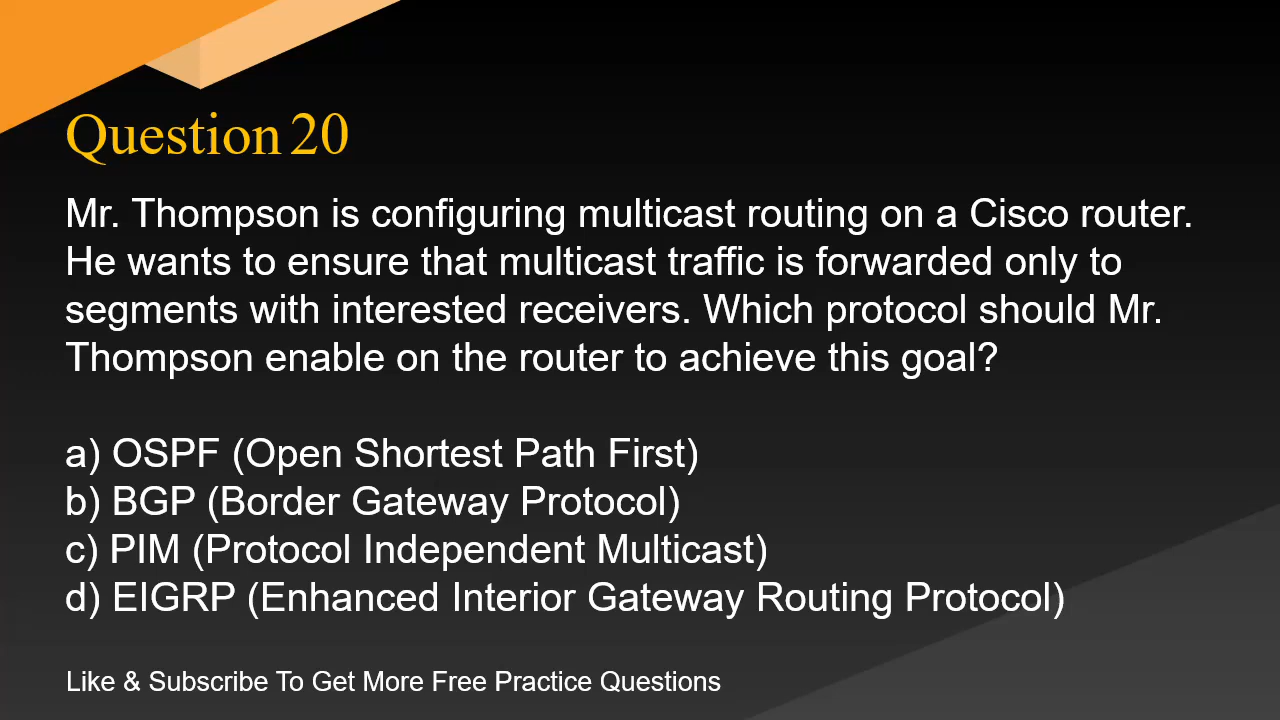 Question 20
Mr. Thompson is configuring multicast routing on a Cisco router.
He wants to ensure that multicast traffic is forwarded only to
segments with interested receivers. Which protocol should Mr.
Thompson enable on the router to achieve this goal?
a) OSPF (Open Shortest Path First)
b) BGP (Border Gateway Protocol)
c) PIM (Protocol Independent Multicast)
d) EIGRP (Enhanced Interior Gateway Routing Protocol)
Like & Subscribe To Get More Free Practice Questions